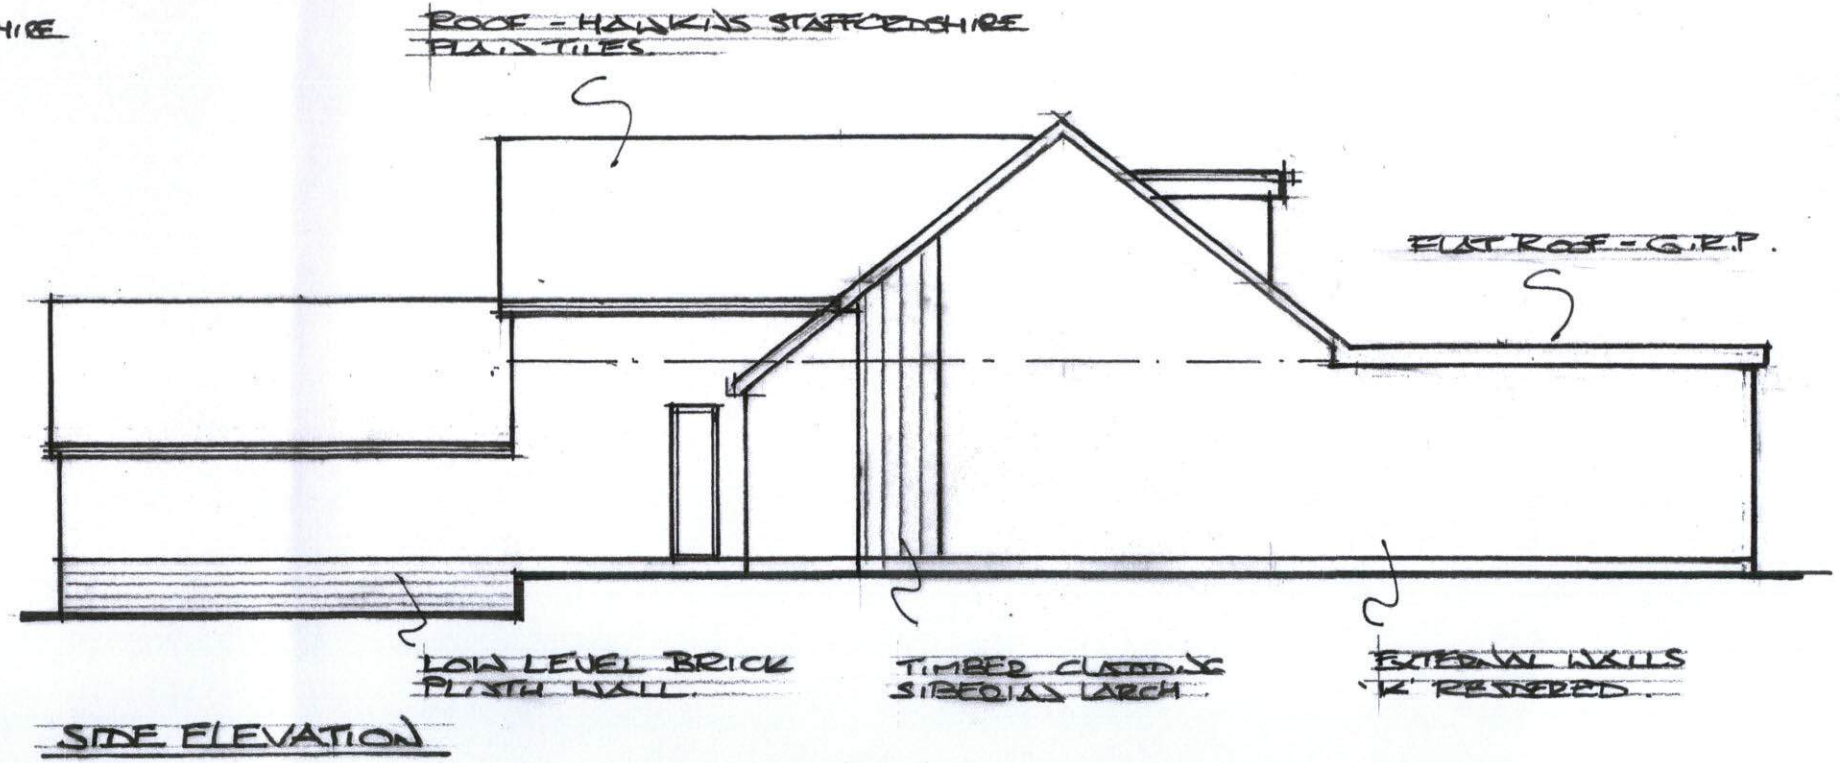 HIRE
ROOF - HAWKINS STAFFORDSHIRE
PLAIN TILES.
FLAT ROOF - G.R.P.
LOW LEVEL BRICK
PLINTH WALL.
TIMBER CLADDING
SIBERIAN LARCH.
EXTERNAL WALLS
'K' RENDERED.
SIDE ELEVATION